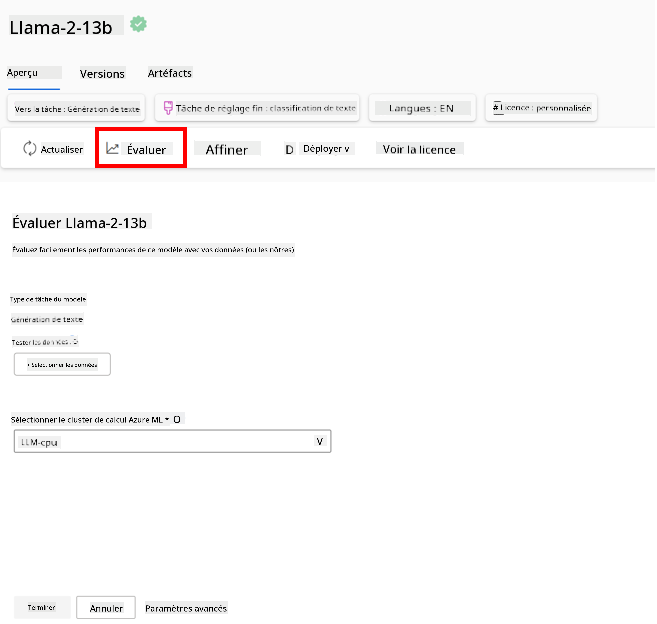 Llama-2-13b
Aperçu Versions Artéfacts
Vers la tâche : Génération de texte Tâche de réglage fin : classification de texte Langues : EN # Licence : personnalisée
Actualiser Évaluer Affiner D Déployer v Voir la licence
Évaluer Llama-2-13b
Évaluez facilement les performances de ce modèle avec vos données (ou les nôtres)
Type de tâche du modèle
Génération de texte
Tester les données
+ Sélectionner les données
Sélectionner le cluster de calcul Azure ML * O
LLM-cpu V
Terminer Annuler Paramètres avancés